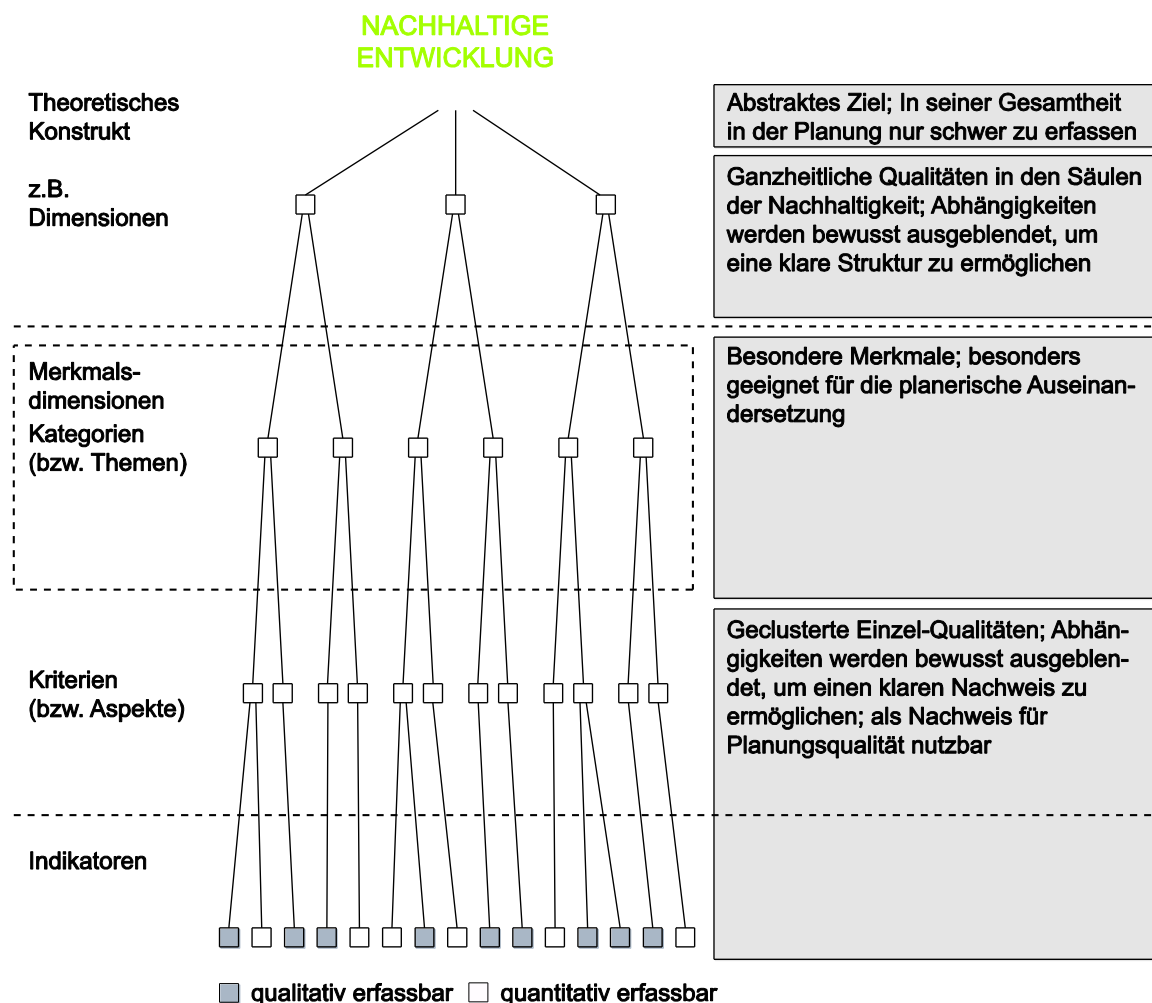 NACHHALTIGE
ENTWICKLUNG
Theoretisches
Konstrukt
Abstraktes Ziel; In seiner Gesamtheit
in der Planung nur schwer zu erfassen
z.B.
Dimensionen
Ganzheitliche Qualitäten in den Säulen
der Nachhaltigkeit; Abhängigkeiten
werden bewusst ausgeblendet, um
eine klare Struktur zu ermöglichen
Merkmals-
dimensionen
Kategorien
(bzw. Themen)
Besondere Merkmale; besonders
geeignet für die planerische Auseinan-
dersetzung
Kriterien
(bzw. Aspekte)
Geclusterte Einzel-Qualitäten; Abhän-
gigkeiten werden bewusst ausgeblen-
det, um einen klaren Nachweis zu
ermöglichen; als Nachweis für
Planungsqualität nutzbar
Indikatoren
qualitativ erfassbar
quantitativ erfassbar